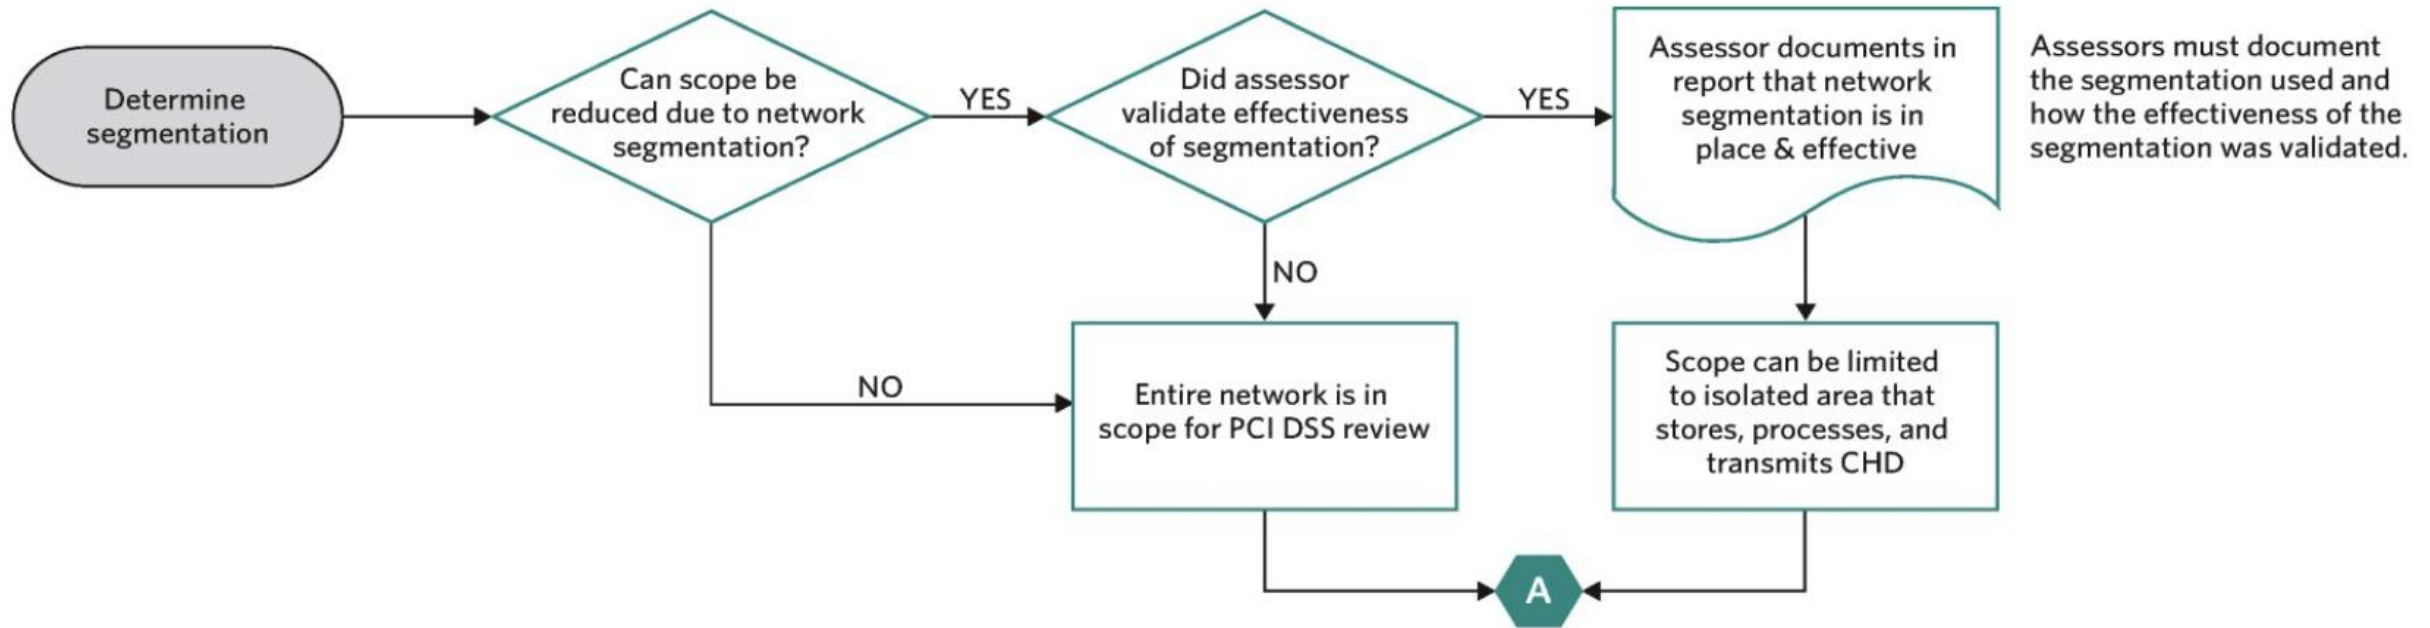 Determine
segmentation
Can scope be
reduced due to network
segmentation?
YES
Did assessor
validate effectiveness
of segmentation?
YES
Assessor documents in
report that network
segmentation is in
place & effective
Assessors must document
the segmentation used and
how the effectiveness of the
segmentation was validated.
NO
NO
Entire network is in
scope for PCI DSS review
Scope can be limited
to isolated area that
stores, processes, and
transmits CHD
A